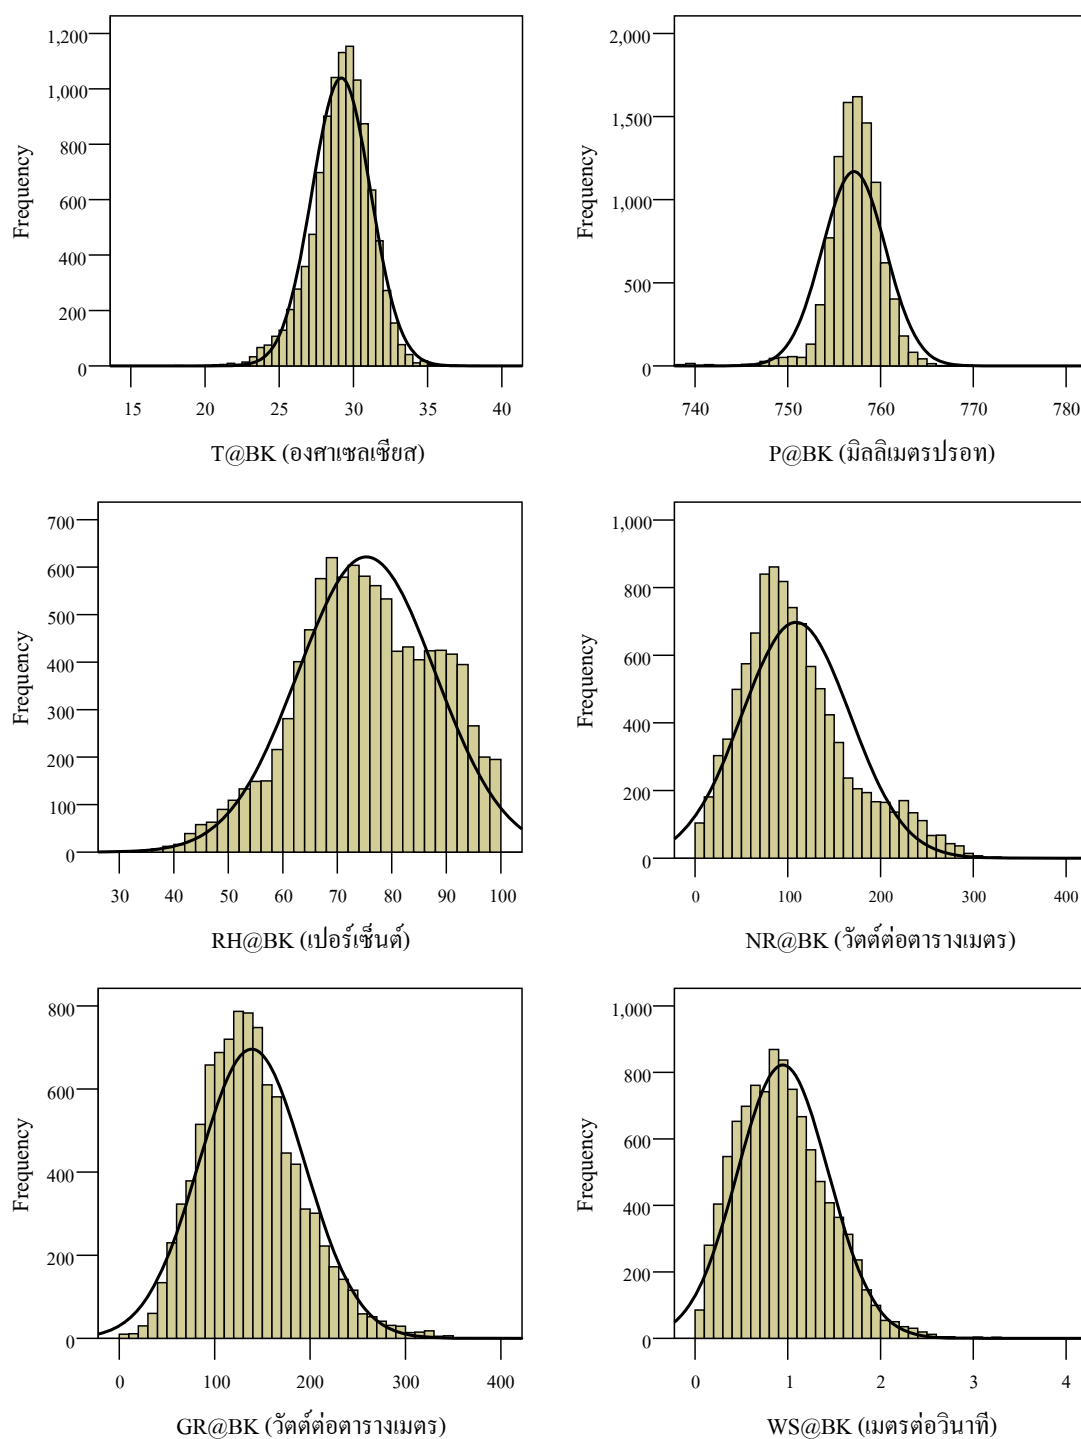 1,200
1,000
800
600
400
200
0
Frequency
15 20 25 30 35 40
T@BK (องศาเซลเซียส)
2,000
1,500
1,000
500
0
Frequency
740 750 760 770 780
P@BK (มิลลิเมตรปรอท)
700
600
500
400
300
200
100
0
Frequency
30 40 50 60 70 80 90 100
RH@BK (เปอร์เซ็นต์)
1,000
800
600
400
200
0
Frequency
0 100 200 300 400
NR@BK (วัตต์ต่อตารางเมตร)
800
600
400
200
0
Frequency
0 100 200 300 400
GR@BK (วัตต์ต่อตารางเมตร)
1,000
800
600
400
200
0
Frequency
0 1 2 3 4
WS@BK (เมตรต่อวินาที)